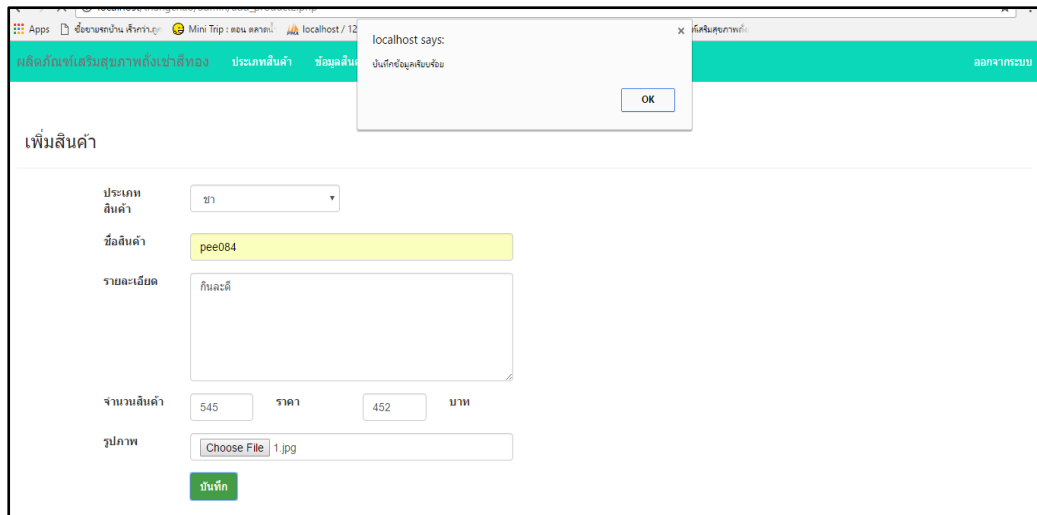 Apps ซื้อขายรถบ้าน เร็วกว่า.ถูก Mini Trip : ตอน ตลาดน้ localhost / 12
localhost says:
บันทึกข้อมูลเรียบร้อย
OK
ผลิตภัณฑ์เสริมสุขภาพถั่งเช่าสีทอง ประเภทสินค้า ข้อมูลสินค ออกจากระบบ
เพิ่มสินค้า
ประเภท
สินค้า
ชา
ชื่อสินค้า
pee084
รายละเอียด
กินละดี
จำนวนสินค้า 545 ราคา 452 บาท
รูปภาพ
Choose File 1.jpg
บันทึก